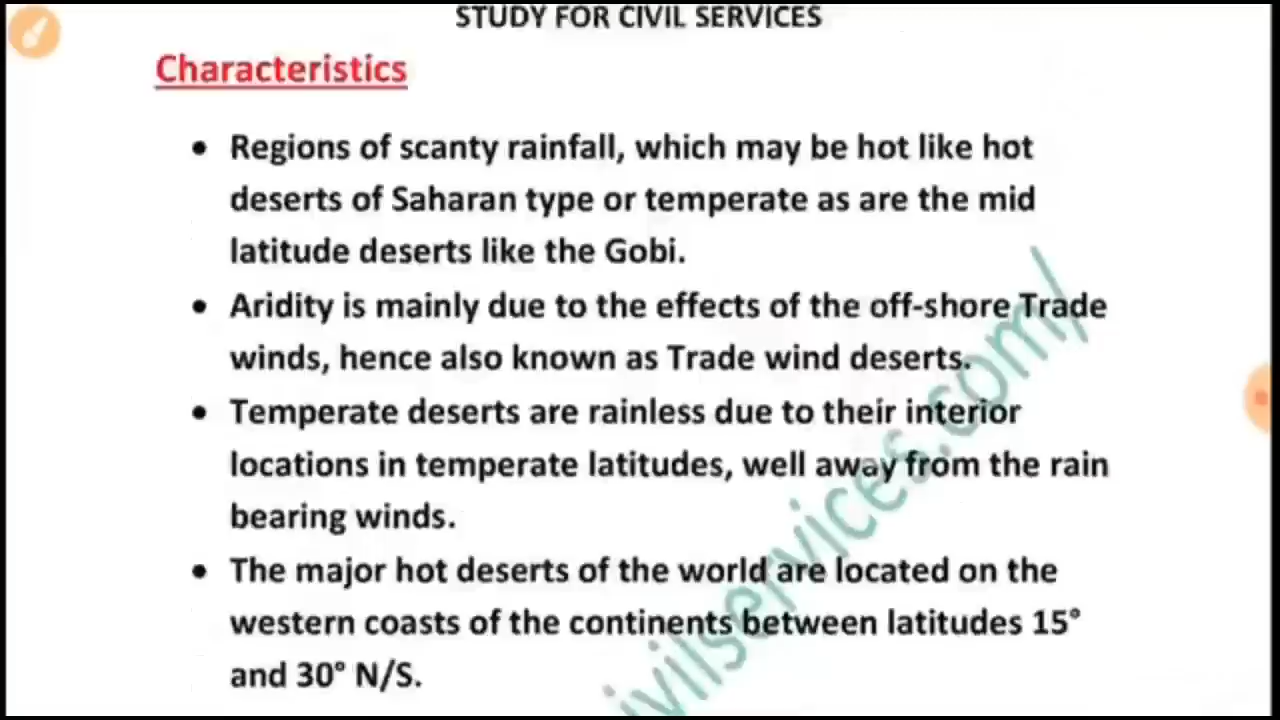 STUDY FOR CIVIL SERVICES
Characteristics
• Regions of scanty rainfall, which may be hot like hot
deserts of Saharan type or temperate as are the mid
latitude deserts like the Gobi.
• Aridity is mainly due to the effects of the off-shore Trade
winds, hence also known as Trade wind deserts.
• Temperate deserts are rainless due to their interior
locations in temperate latitudes, well away from the rain
bearing winds.
• The major hot deserts of the world are located on the
western coasts of the continents between latitudes 15°
and 30° N/S.
ivilservices.com/